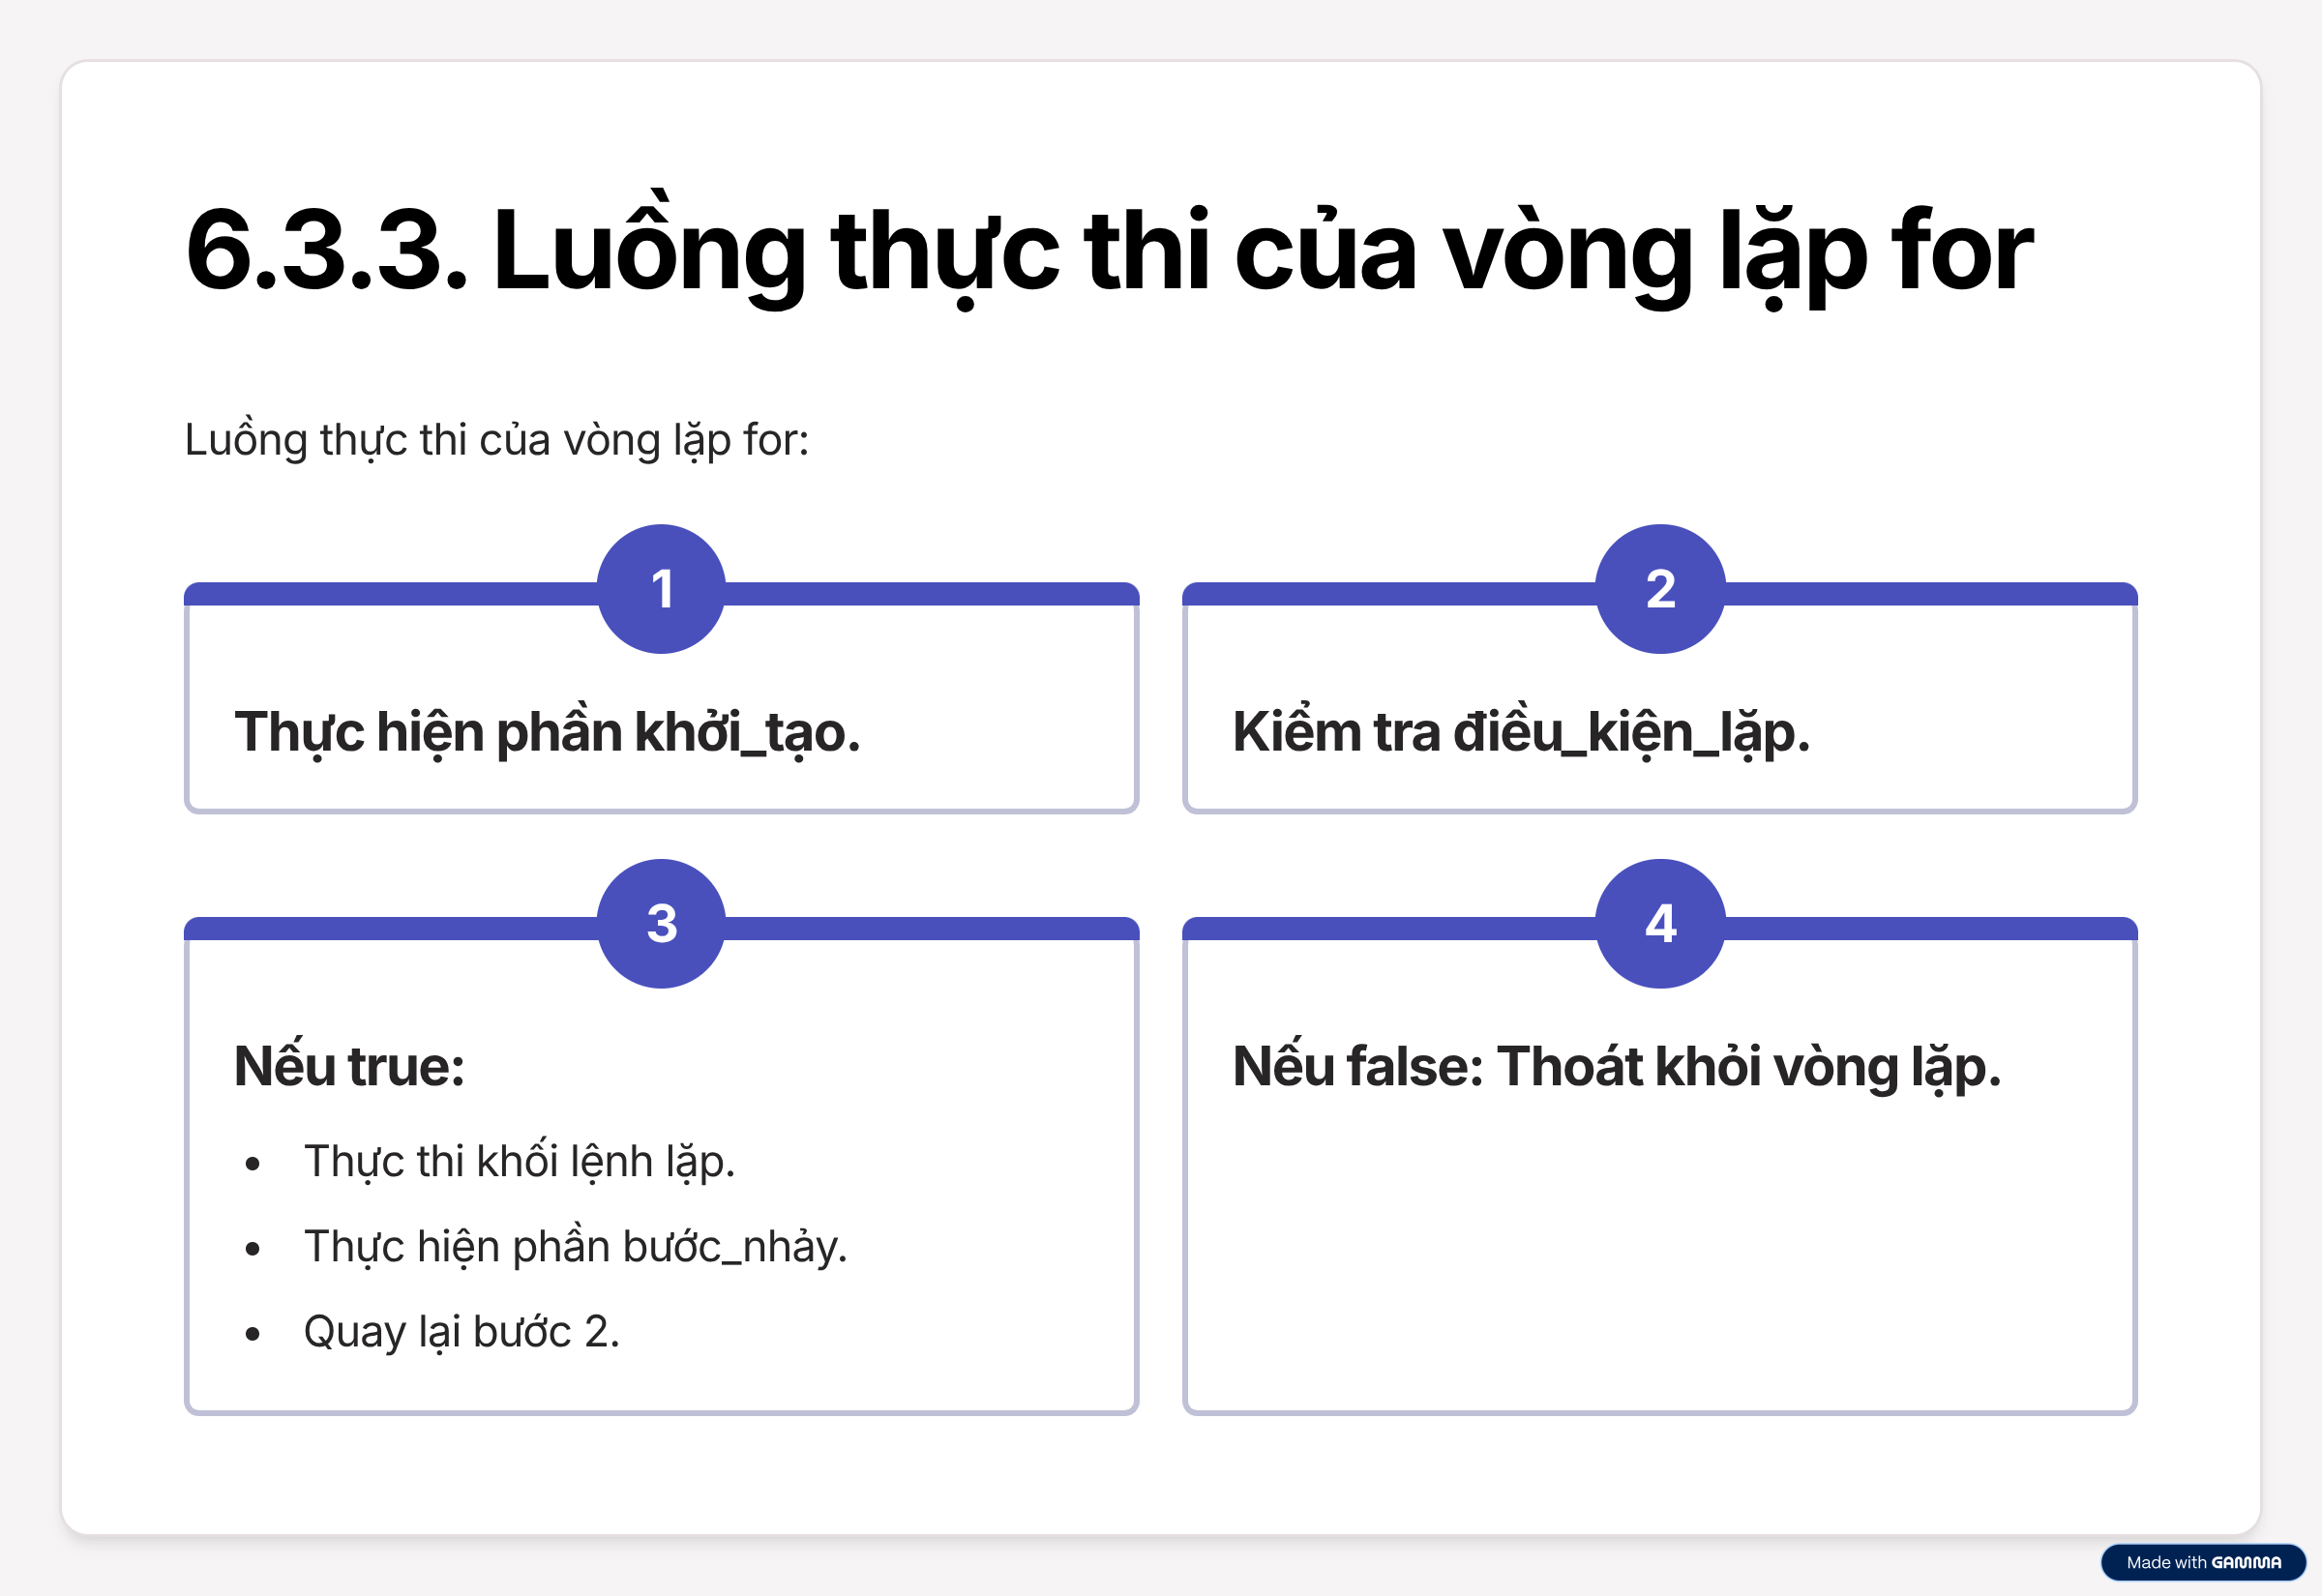 6.3.3. Luồng thực thi của vòng lặp for
Luồng thực thi của vòng lặp for:
1
Thực hiện phần khởi_tạo.
2
Kiểm tra điều_kiện_lặp.
3
Nếu true:
• Thực thi khối lệnh lặp.
• Thực hiện phần bước_nhảy.
• Quay lại bước 2.
4
Nếu false: Thoát khỏi vòng lặp.
Made with GAMMA